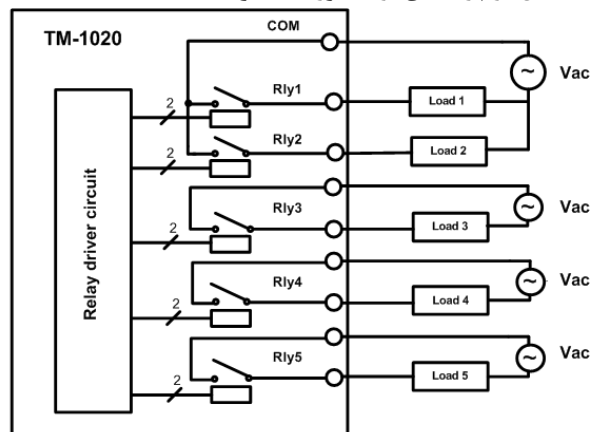 COM
TM-1020
Vac
Rly1
2
Load 1
Rly2
2
Load 2
Rly3
Vac
2
Load 3
Relay driver circuit
Rly4
Vac
2
Load 4
Rly5
Vac
2
Load 5